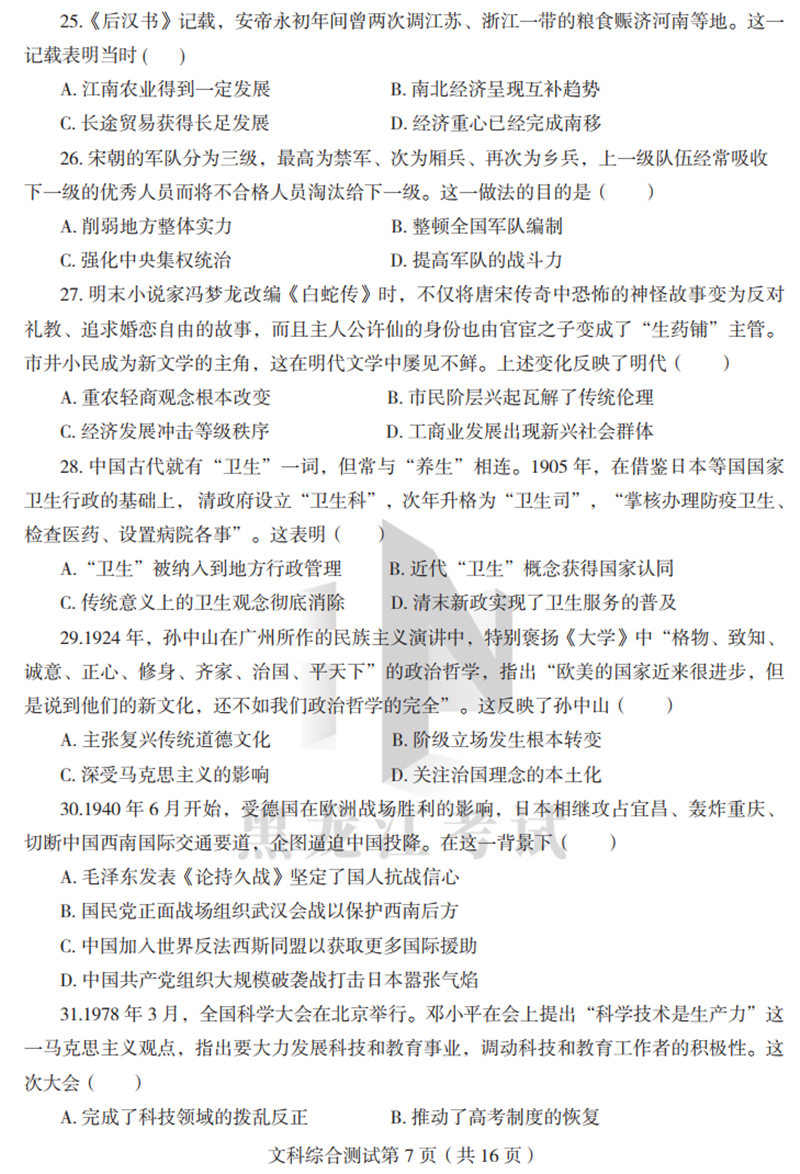 25.《后汉书》记载，安帝永初年间曾两次调江苏、浙江一带的粮食赈济河南等地。这一
记载表明当时（　　）
A. 江南农业得到一定发展　　B. 南北经济呈现互补趋势
C. 长途贸易获得长足发展　　D. 经济重心已经完成南移
26. 宋朝的军队分为三级，最高为禁军、次为厢兵、再次为乡兵，上一级队伍经常吸收
下一级的优秀人员而将不合格人员淘汰给下一级。这一做法的目的是（　　）
A. 削弱地方整体实力　　B. 整顿全国军队编制
C. 强化中央集权统治　　D. 提高军队的战斗力
27. 明末小说家冯梦龙改编《白蛇传》时，不仅将唐宋传奇中恐怖的神怪故事变为反对
礼教、追求婚恋自由的故事，而且主人公许仙的身份也由官宦之子变成了“生药铺”主管。
市井小民成为新文学的主角，这在明代文学中屡见不鲜。上述变化反映了明代（　　）
A. 重农轻商观念根本改变　　B. 市民阶层兴起瓦解了传统伦理
C. 经济发展冲击等级秩序　　D. 工商业发展出现新兴社会群体
28. 中国古代就有“卫生”一词，但常与“养生”相连。1905 年，在借鉴日本等国国家
卫生行政的基础上，清政府设立“卫生科”，次年升格为“卫生司”，“掌核办理防疫卫生、
检查医药、设置病院各事”。这表明（　　）
A.“卫生”被纳入到地方行政管理　　B. 近代“卫生”概念获得国家认同
C. 传统意义上的卫生观念彻底消除　　D. 清末新政实现了卫生服务的普及
29.1924 年，孙中山在广州所作的民族主义演讲中，特别褒扬《大学》中“格物、致知、
诚意、正心、修身、齐家、治国、平天下”的政治哲学，指出“欧美的国家近来很进步，但
是说到他们的新文化，还不如我们政治哲学的完全”。这反映了孙中山（　　）
A. 主张复兴传统道德文化　　B. 阶级立场发生根本转变
C. 深受马克思主义的影响　　D. 关注治国理念的本土化
30.1940 年 6 月开始，受德国在欧洲战场胜利的影响，日本相继攻占宜昌、轰炸重庆、
切断中国西南国际交通要道，企图逼迫中国投降。在这一背景下（　　）
黑龙江考试
A. 毛泽东发表《论持久战》坚定了国人抗战信心
B. 国民党正面战场组织武汉会战以保护西南后方
C. 中国加入世界反法西斯同盟以获取更多国际援助
D. 中国共产党组织大规模破袭战打击日本嚣张气焰
31.1978 年 3 月，全国科学大会在北京举行。邓小平在会上提出“科学技术是生产力”这
一马克思主义观点，指出要大力发展科技和教育事业，调动科技和教育工作者的积极性。这
次大会（　　）
A. 完成了科技领域的拨乱反正　　B. 推动了高考制度的恢复
文科综合测试第 7 页（共 16 页）